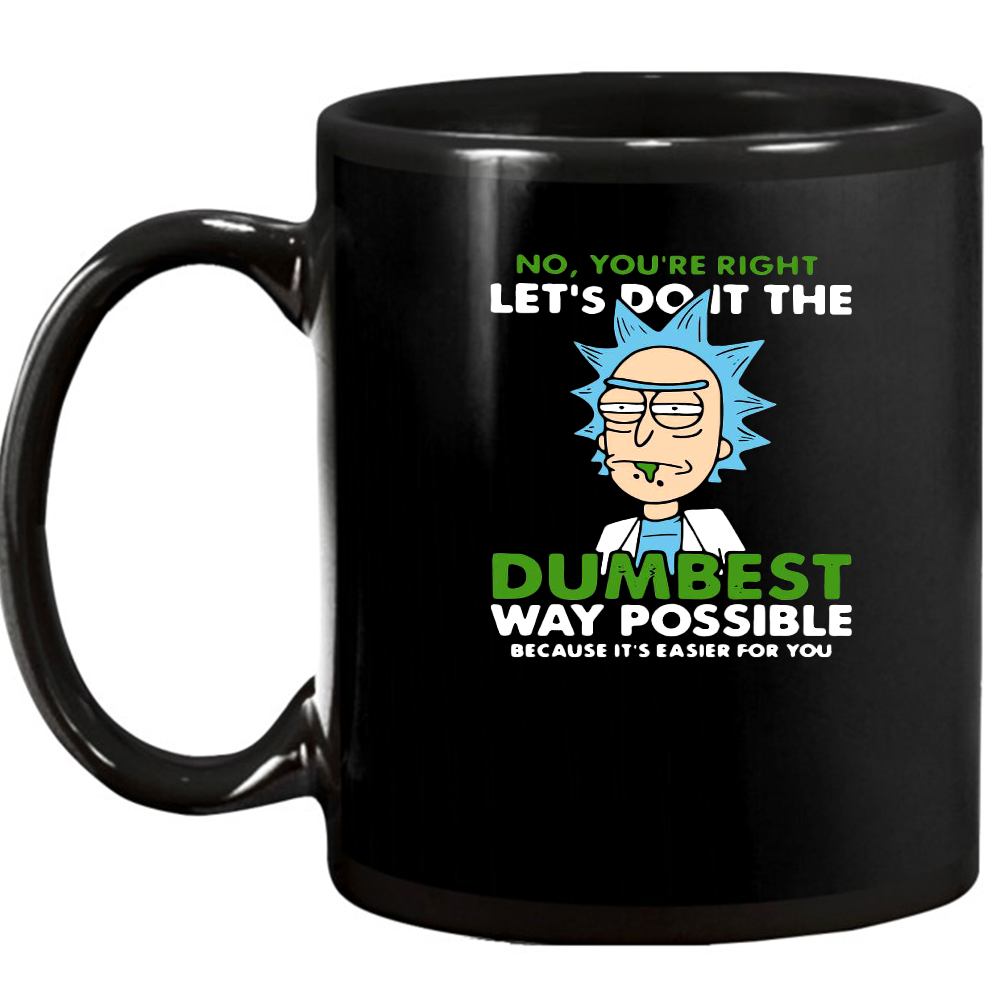 NO, YOU'RE RIGHT
LET'S DO IT THE
DUMBEST
WAY POSSIBLE
BECAUSE IT'S EASIER FOR YOU